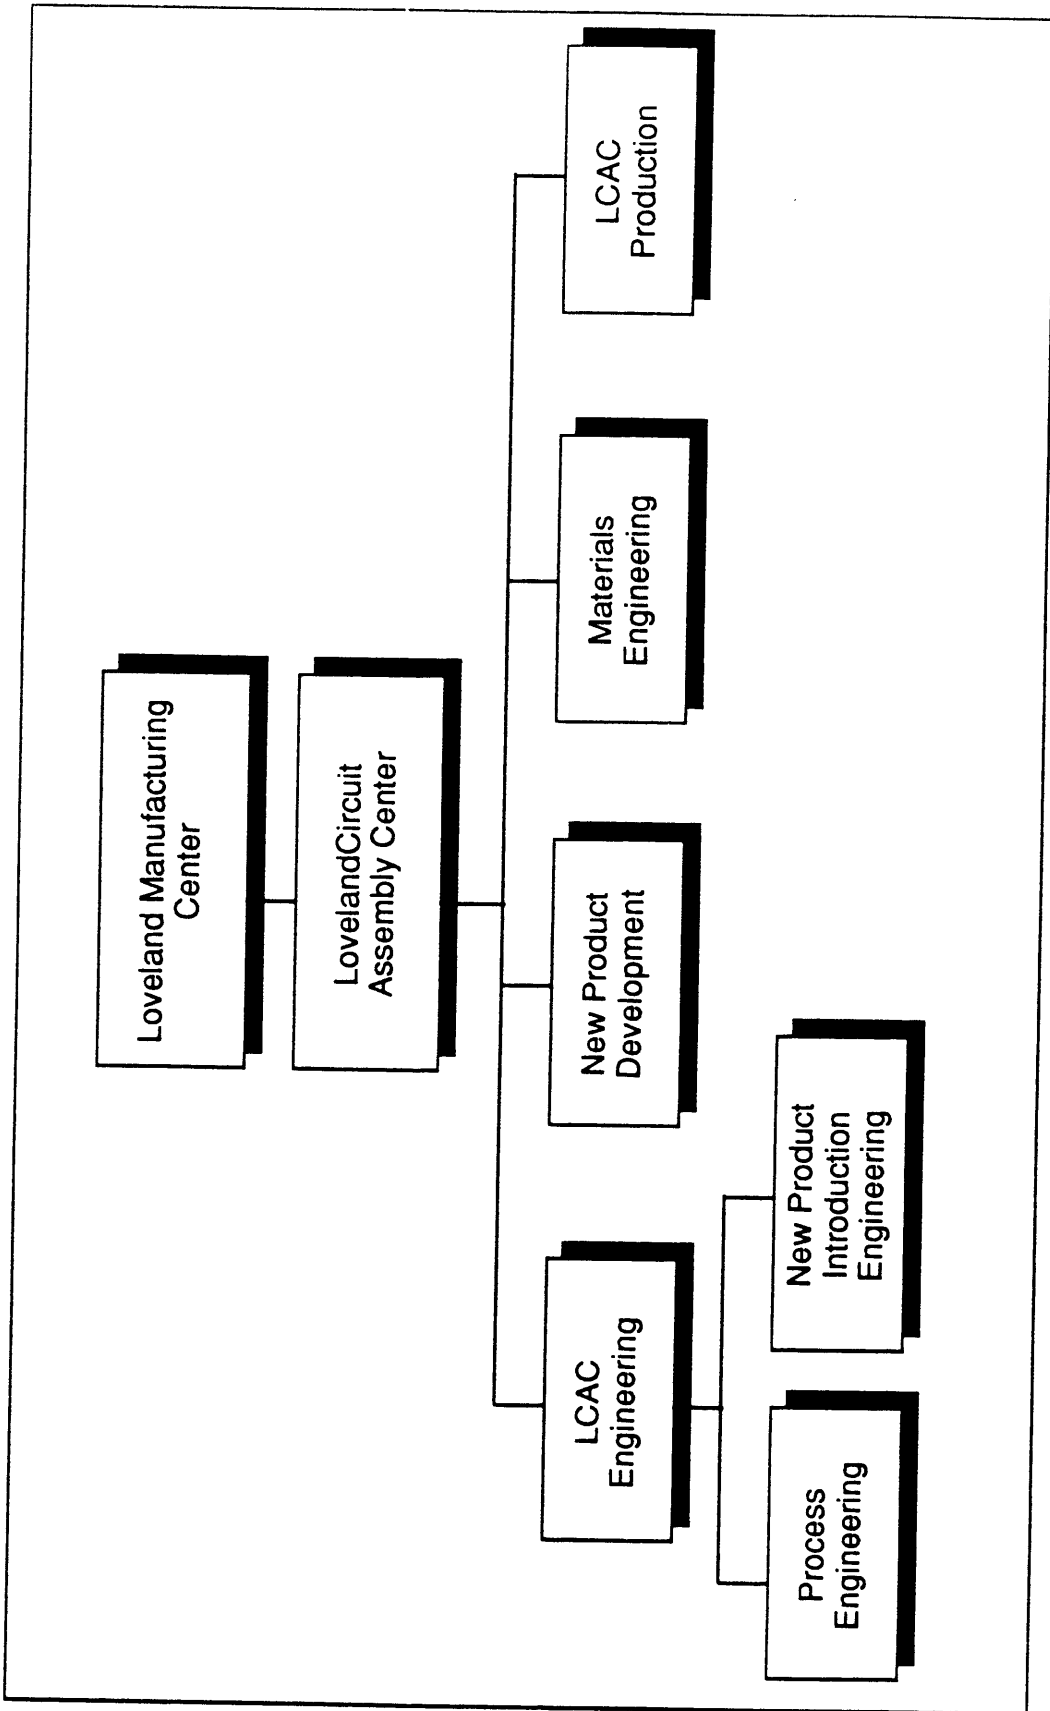 Loveland Manufacturing
Center
LovelandCircuit
Assembly Center
LCAC
Engineering
New Product
Development
Materials
Engineering
LCAC
Production
Process
Engineering
New Product
Introduction
Engineering